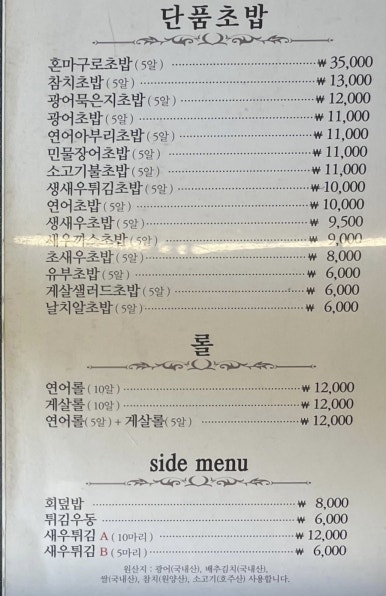 단품초밥
혼마구로초밥(5알) ₩ 35,000
참치초밥(5알) ₩ 13,000
광어묵은지초밥(5알) ₩ 12,000
광어초밥(5알) ₩ 11,000
연어아부리초밥(5알) ₩ 11,000
민물장어초밥(5알) ₩ 11,000
소고기불초밥(5알) ₩ 11,000
생새우튀김초밥(5알) ₩ 10,000
연어초밥(5알) ₩ 10,000
생새우초밥(5알) ₩ 9,500
새우까스초밥(5알) ₩ 9,000
초새우초밥(5알) ₩ 8,000
유부초밥(5알) ₩ 6,000
게살샐러드초밥(5알) ₩ 6,000
날치알초밥(5알) ₩ 6,000
롤
연어롤(10알) ₩ 12,000
게살롤(10알) ₩ 12,000
연어롤(5알) + 게살롤(5알) ₩ 12,000
side menu
회덮밥 ₩ 8,000
튀김우동 ₩ 6,000
새우튀김 A (10마리) ₩ 12,000
새우튀김 B (5마리) ₩ 6,000
원산지 : 광어(국내산), 배추김치(국내산),
쌀(국내산), 참치(원양산), 소고기(호주산) 사용합니다.